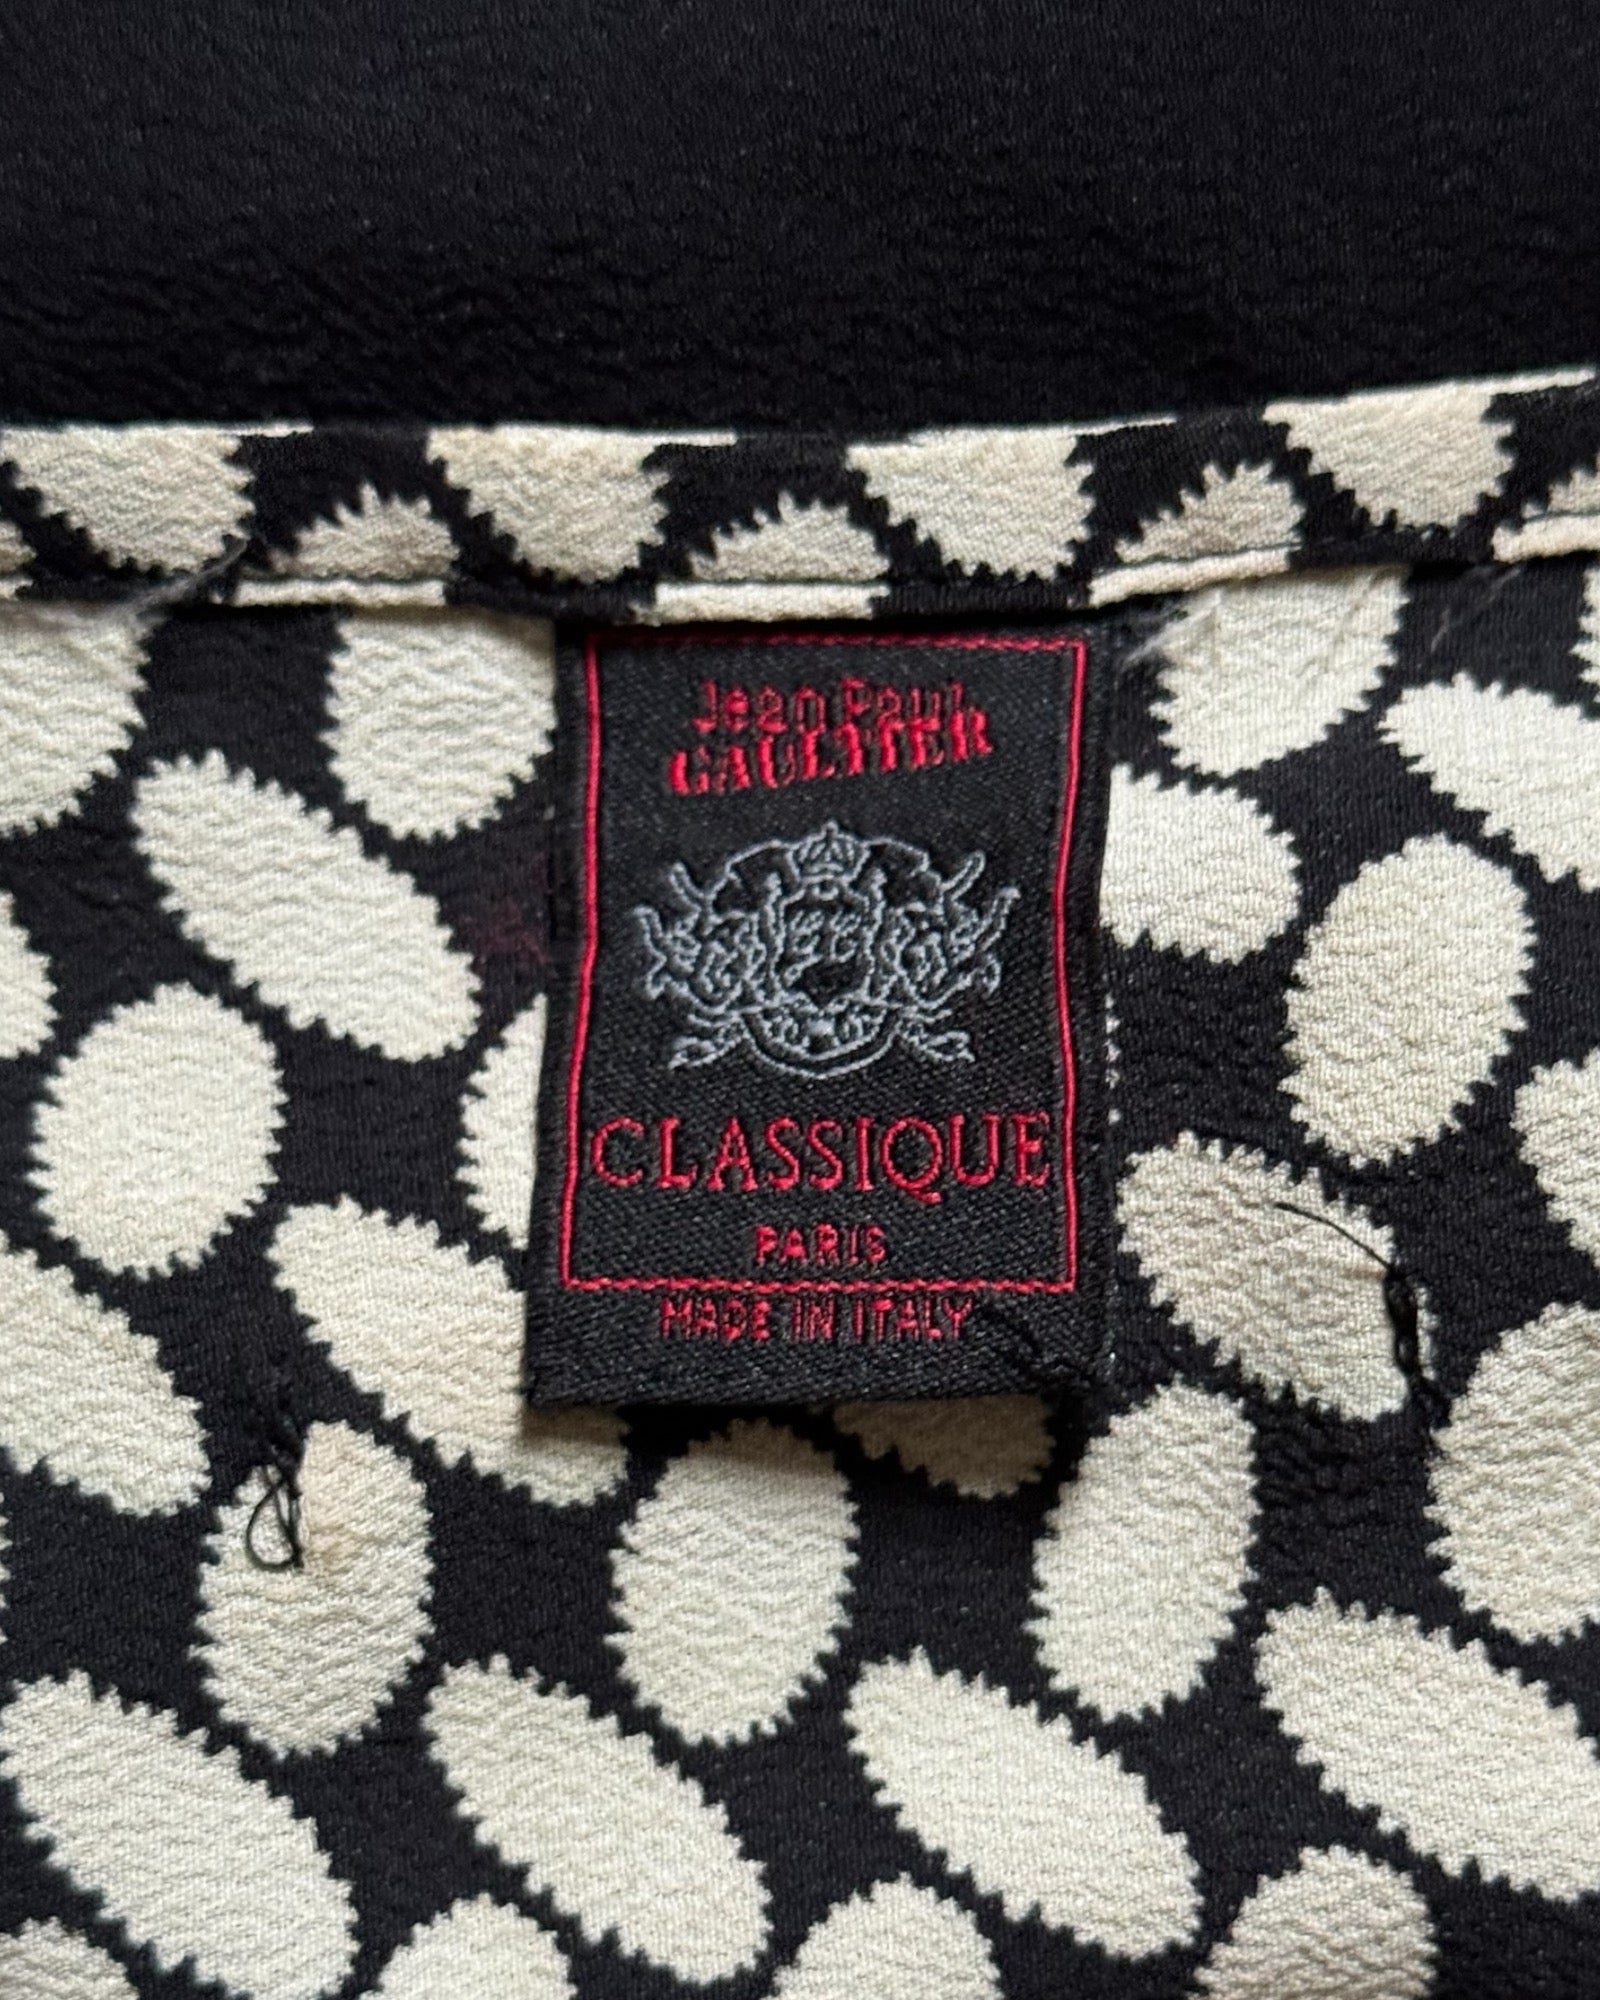 Jean Paul
GAULTIER
CLASSIQUE
PARIS
MADE IN ITALY